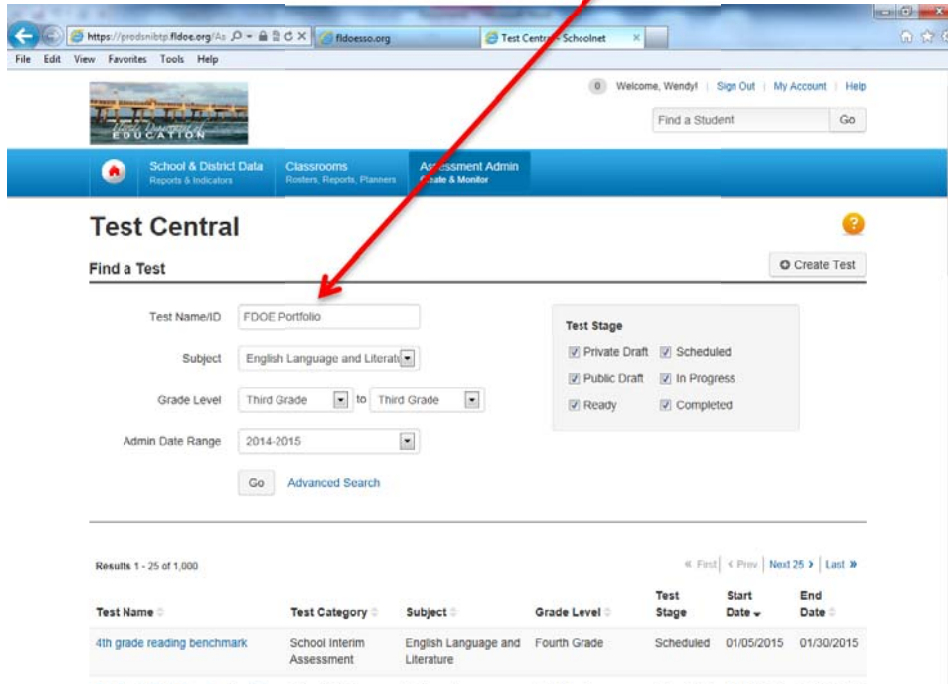 https://prodsnibtp.fldoe.org/As
fldoesso.org
Test Central - Schoolnet
File Edit View Favorites Tools Help
0 Welcome, Wendy! | Sign Out | My Account | Help
Florida Department of
EDUCATION
Find a Student Go
School & District Data
Reports & Indicators
Classrooms
Rosters, Reports, Planners
Assessment Admin
Create & Monitor
Test Central
?
Find a Test
Create Test
Test Name/ID FDOE Portfolio
Subject English Language and Literatu
Grade Level Third Grade to Third Grade
Admin Date Range 2014-2015
Go Advanced Search
Test Stage
Private Draft Scheduled
Public Draft In Progress
Ready Completed
Results 1 - 25 of 1,000
« First | < Prev | Next 25 > | Last »
Test Name Test Category Subject Grade Level Test Stage Start Date End Date
4th grade reading benchmark School Interim Assessment English Language and Literature Fourth Grade Scheduled 01/05/2015 01/30/2015